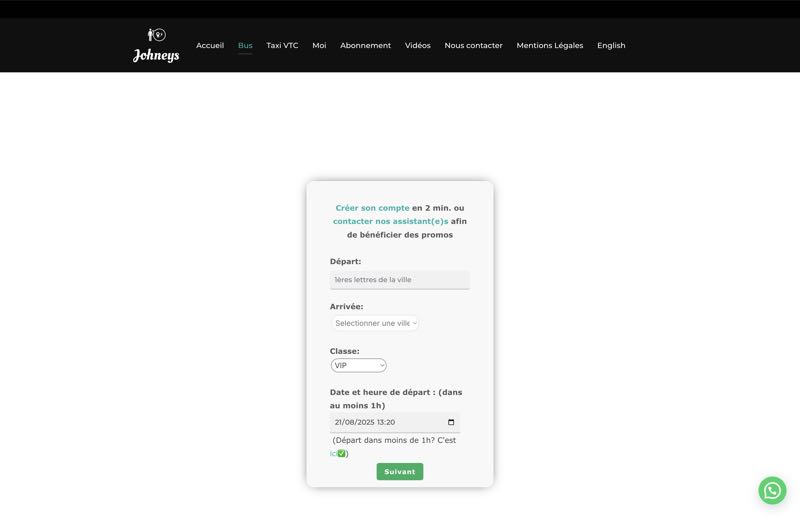 Johneys
Accueil Bus Taxi VTC Moi Abonnement Vidéos Nous contacter Mentions Légales English
Créer son compte en 2 min. ou
contacter nos assistant(e)s afin
de bénéficier des promos
Départ:
1ères lettres de la ville
Arrivée:
Selectionner une ville
Classe:
VIP
Date et heure de départ : (dans
au moins 1h)
21/08/2025 13:20
(Départ dans moins de 1h? C'est
ici✅)
Suivant